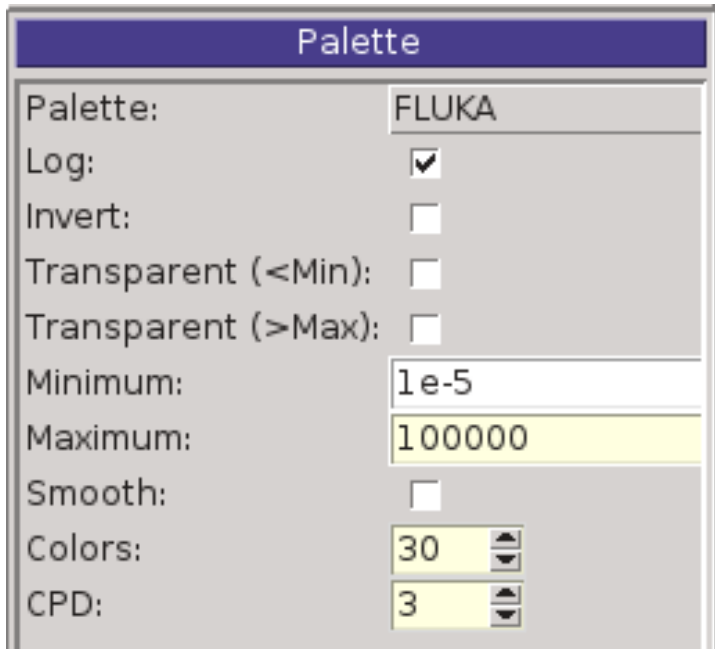 Palette
Palette: FLUKA
Log:
Invert:
Transparent (<Min):
Transparent (>Max):
Minimum: 1e-5
Maximum: 100000
Smooth:
Colors: 30
CPD: 3